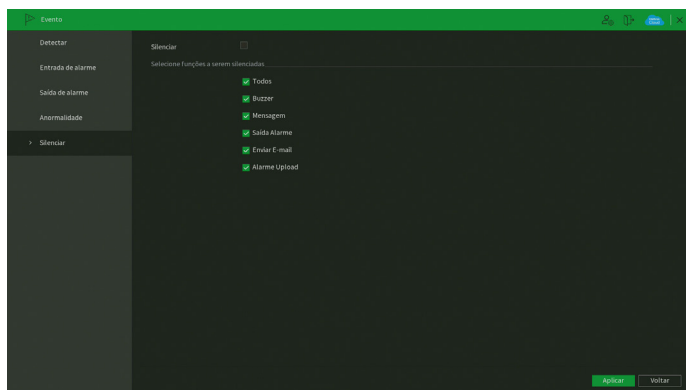 Evento
Detectar
Entrada de alarme
Saída de alarme
Anormalidade
> Silenciar
Silenciar
Selecione funções a serem silenciadas
Todos
Buzzer
Mensagem
Saída Alarme
Enviar E-mail
Alarme Upload
Aplicar
Voltar